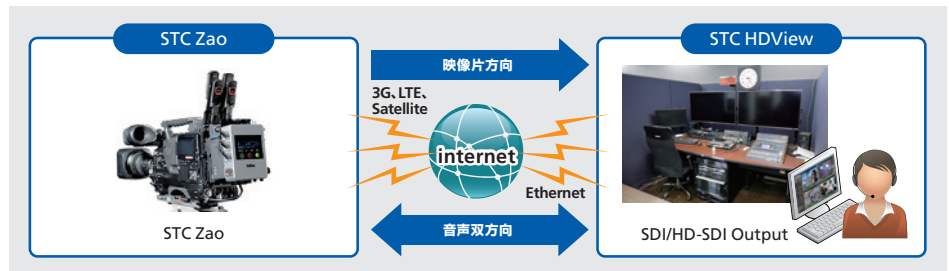 STC Zao
STC HDView
映像片方向
3G、LTE、
Satellite
internet
Ethernet
音声双方向
STC Zao
SDI/HD-SDI Output